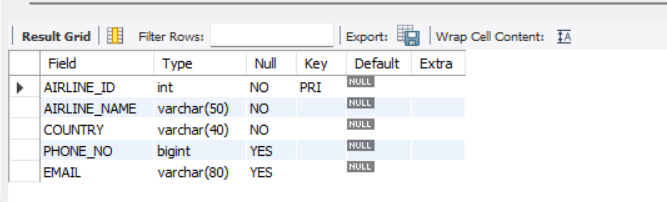 Result Grid Filter Rows: Export: Wrap Cell Content: IA
Field Type Null Key Default Extra
AIRLINE_ID int NO PRI NULL
AIRLINE_NAME varchar(50) NO NULL
COUNTRY varchar(40) NO NULL
PHONE_NO bigint YES NULL
EMAIL varchar(80) YES NULL